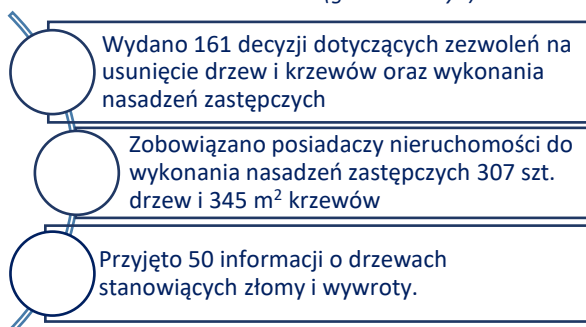 Wydano 161 decyzji dotyczących zezwoleń na
usunięcie drzew i krzewów oraz wykonania
nasadzeń zastępczych
Zobowiązano posiadaczy nieruchomości do
wykonania nasadzeń zastępczych 307 szt.
drzew i 345 m² krzewów
Przyjęto 50 informacji o drzewach
stanowiących złomy i wywroty.